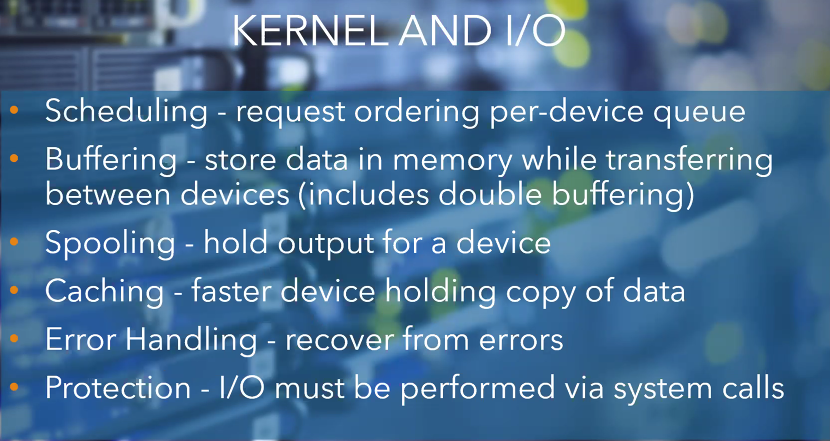 KERNEL AND I/O
• Scheduling - request ordering per-device queue
• Buffering - store data in memory while transferring
between devices (includes double buffering)
• Spooling - hold output for a device
• Caching - faster device holding copy of data
• Error Handling - recover from errors
• Protection - I/O must be performed via system calls